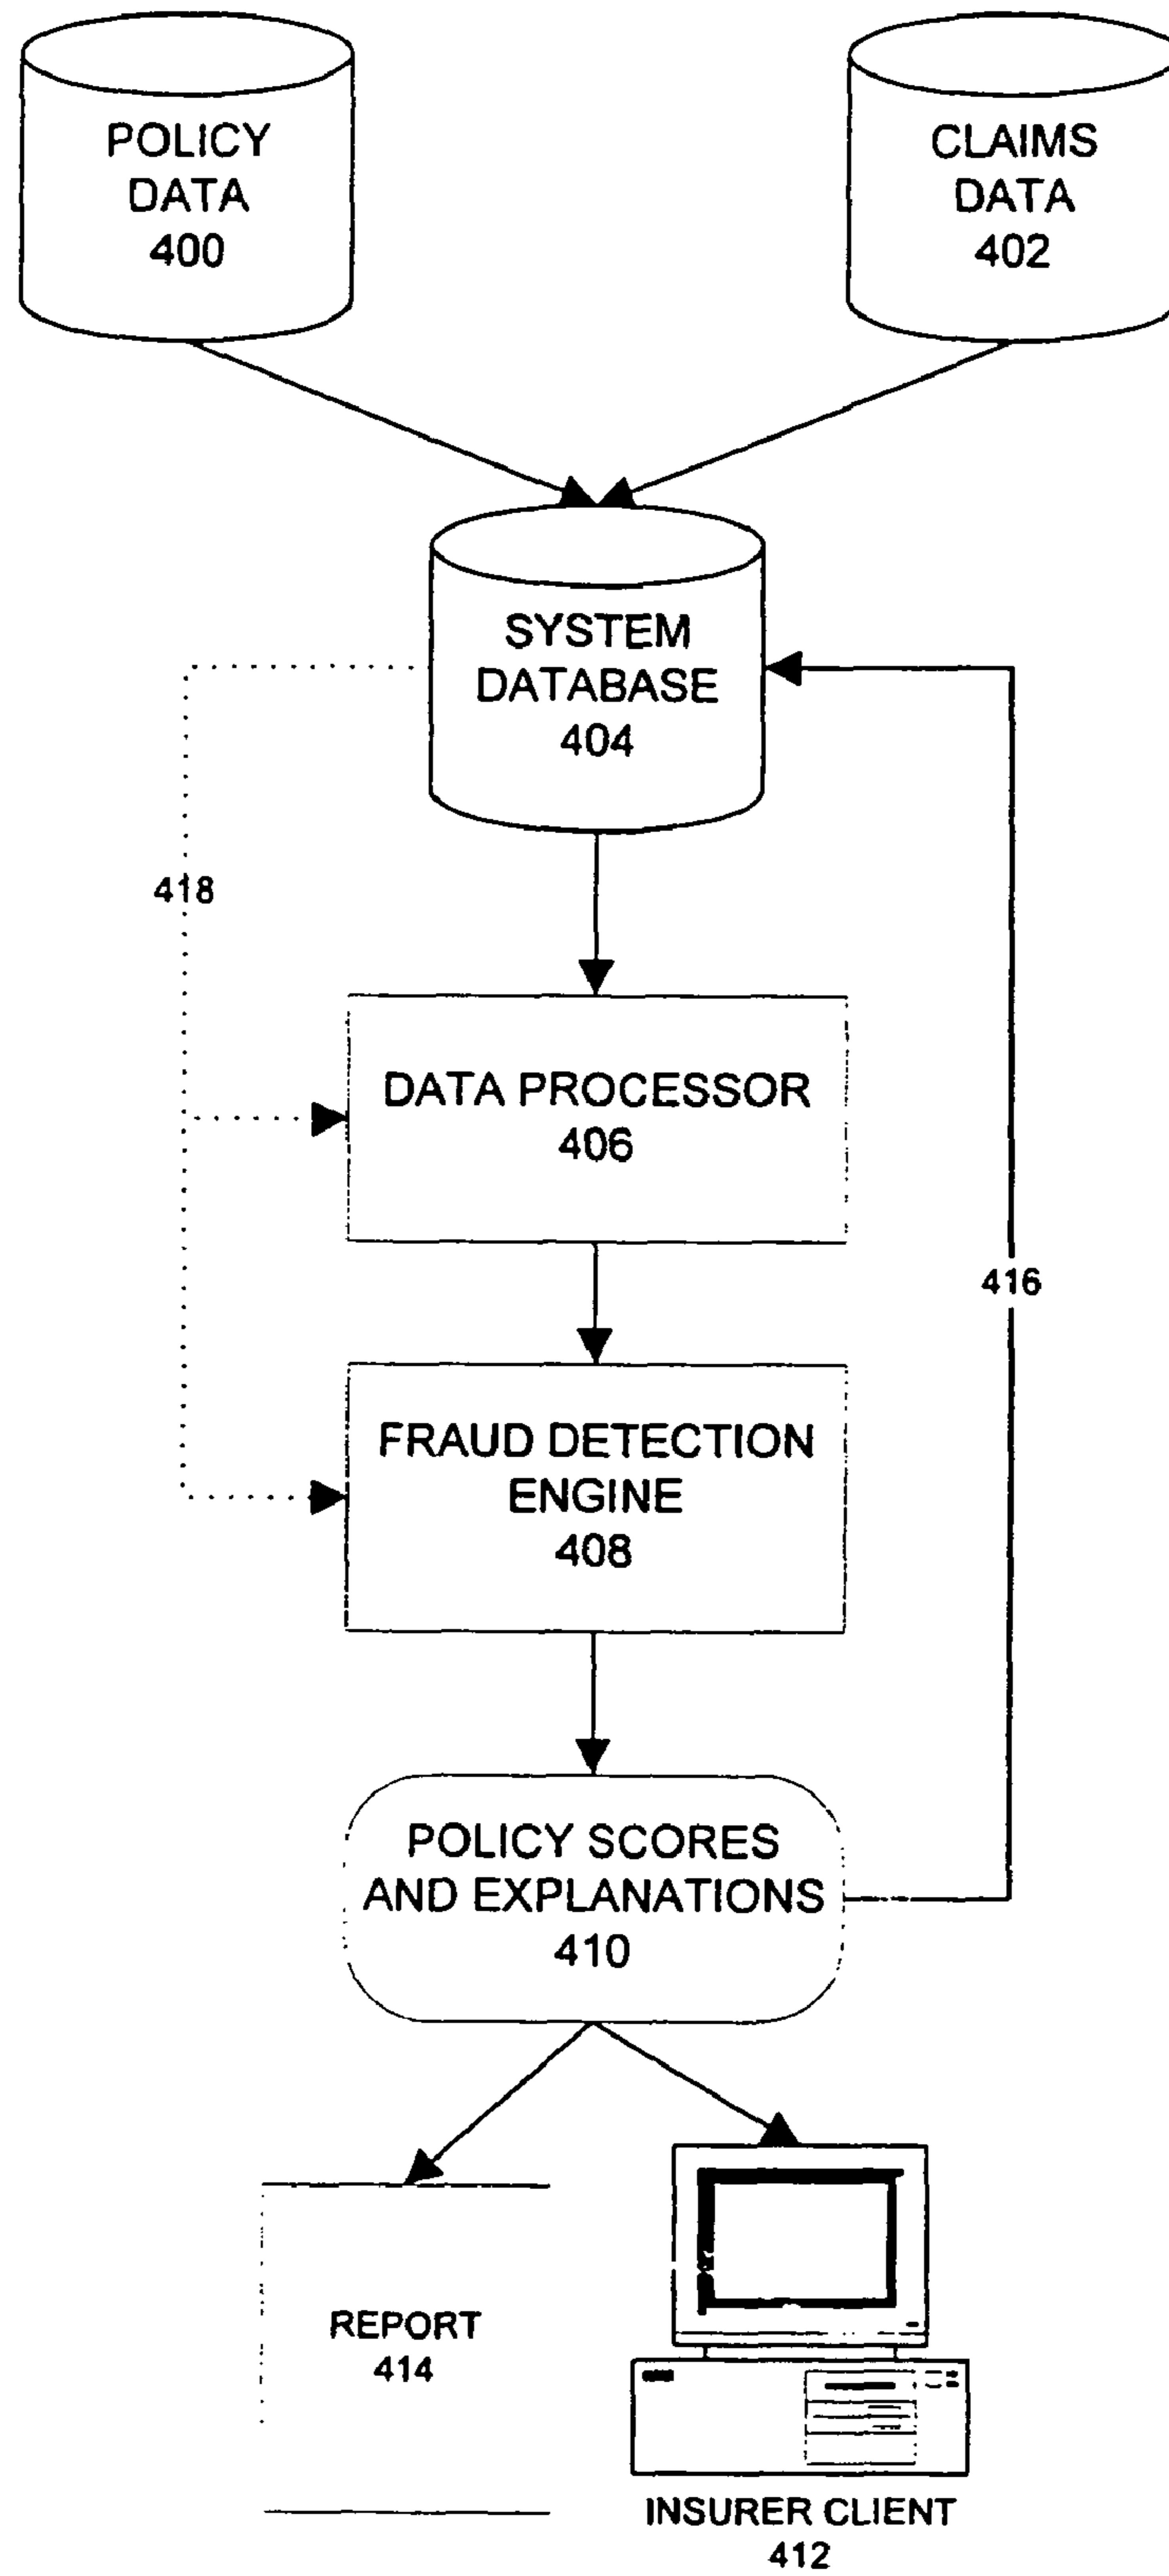 POLICY
DATA
400
CLAIMS
DATA
402
SYSTEM
DATABASE
404
418
DATA PROCESSOR
406
416
FRAUD DETECTION
ENGINE
408
POLICY SCORES
AND EXPLANATIONS
410
REPORT
414
INSURER CLIENT
412